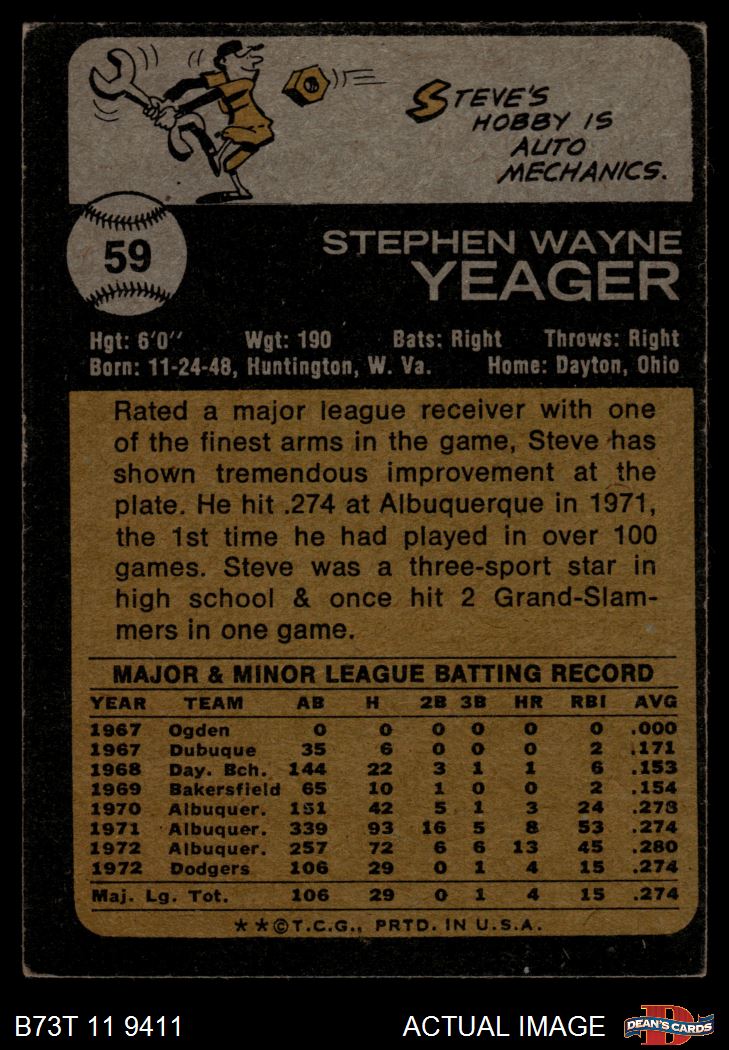 STEVE'S
HOBBY IS
AUTO
MECHANICS.
59
STEPHEN WAYNE
YEAGER
Hgt: 6'0" Wgt: 190 Bats: Right Throws: Right
Born: 11-24-48, Huntington, W. Va. Home: Dayton, Ohio
Rated a major league receiver with one
of the finest arms in the game, Steve has
shown tremendous improvement at the
plate. He hit .274 at Albuquerque in 1971,
the 1st time he had played in over 100
games. Steve was a three-sport star in
high school & once hit 2 Grand-Slam-
mers in one game.
MAJOR & MINOR LEAGUE BATTING RECORD
YEAR TEAM AB H 2B 3B HR RBI AVG
1967 Ogden 0 0 0 0 0 0 .000
1967 Dubuque 35 6 0 0 0 2 .171
1968 Day. Bch. 144 22 3 1 1 6 .153
1969 Bakersfield 65 10 1 0 0 2 .154
1970 Albuquer. 151 42 5 1 3 24 .278
1971 Albuquer. 339 93 16 5 8 53 .274
1972 Albuquer. 257 72 6 6 13 45 .280
1972 Dodgers 106 29 0 1 4 15 .274
Maj. Lg. Tot. 106 29 0 1 4 15 .274
**©T.C.G., PRTD. IN U.S.A.
B73T 11 9411 ACTUAL IMAGE D DEAN'S CARDS